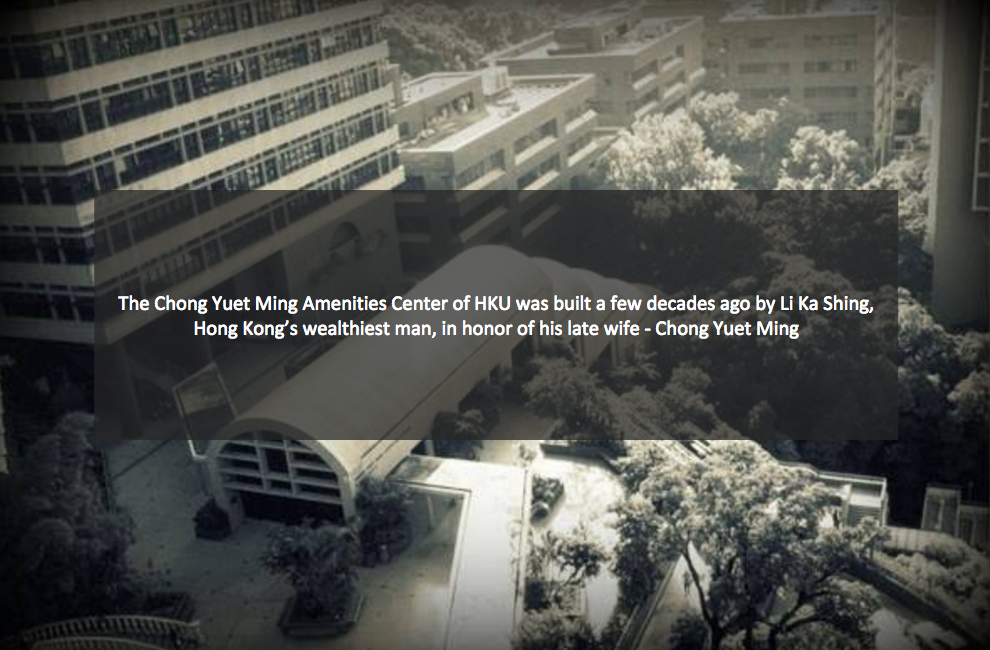 The Chong Yuet Ming Amenities Center of HKU was built a few decades ago by Li Ka Shing,
Hong Kong’s wealthiest man, in honor of his late wife - Chong Yuet Ming